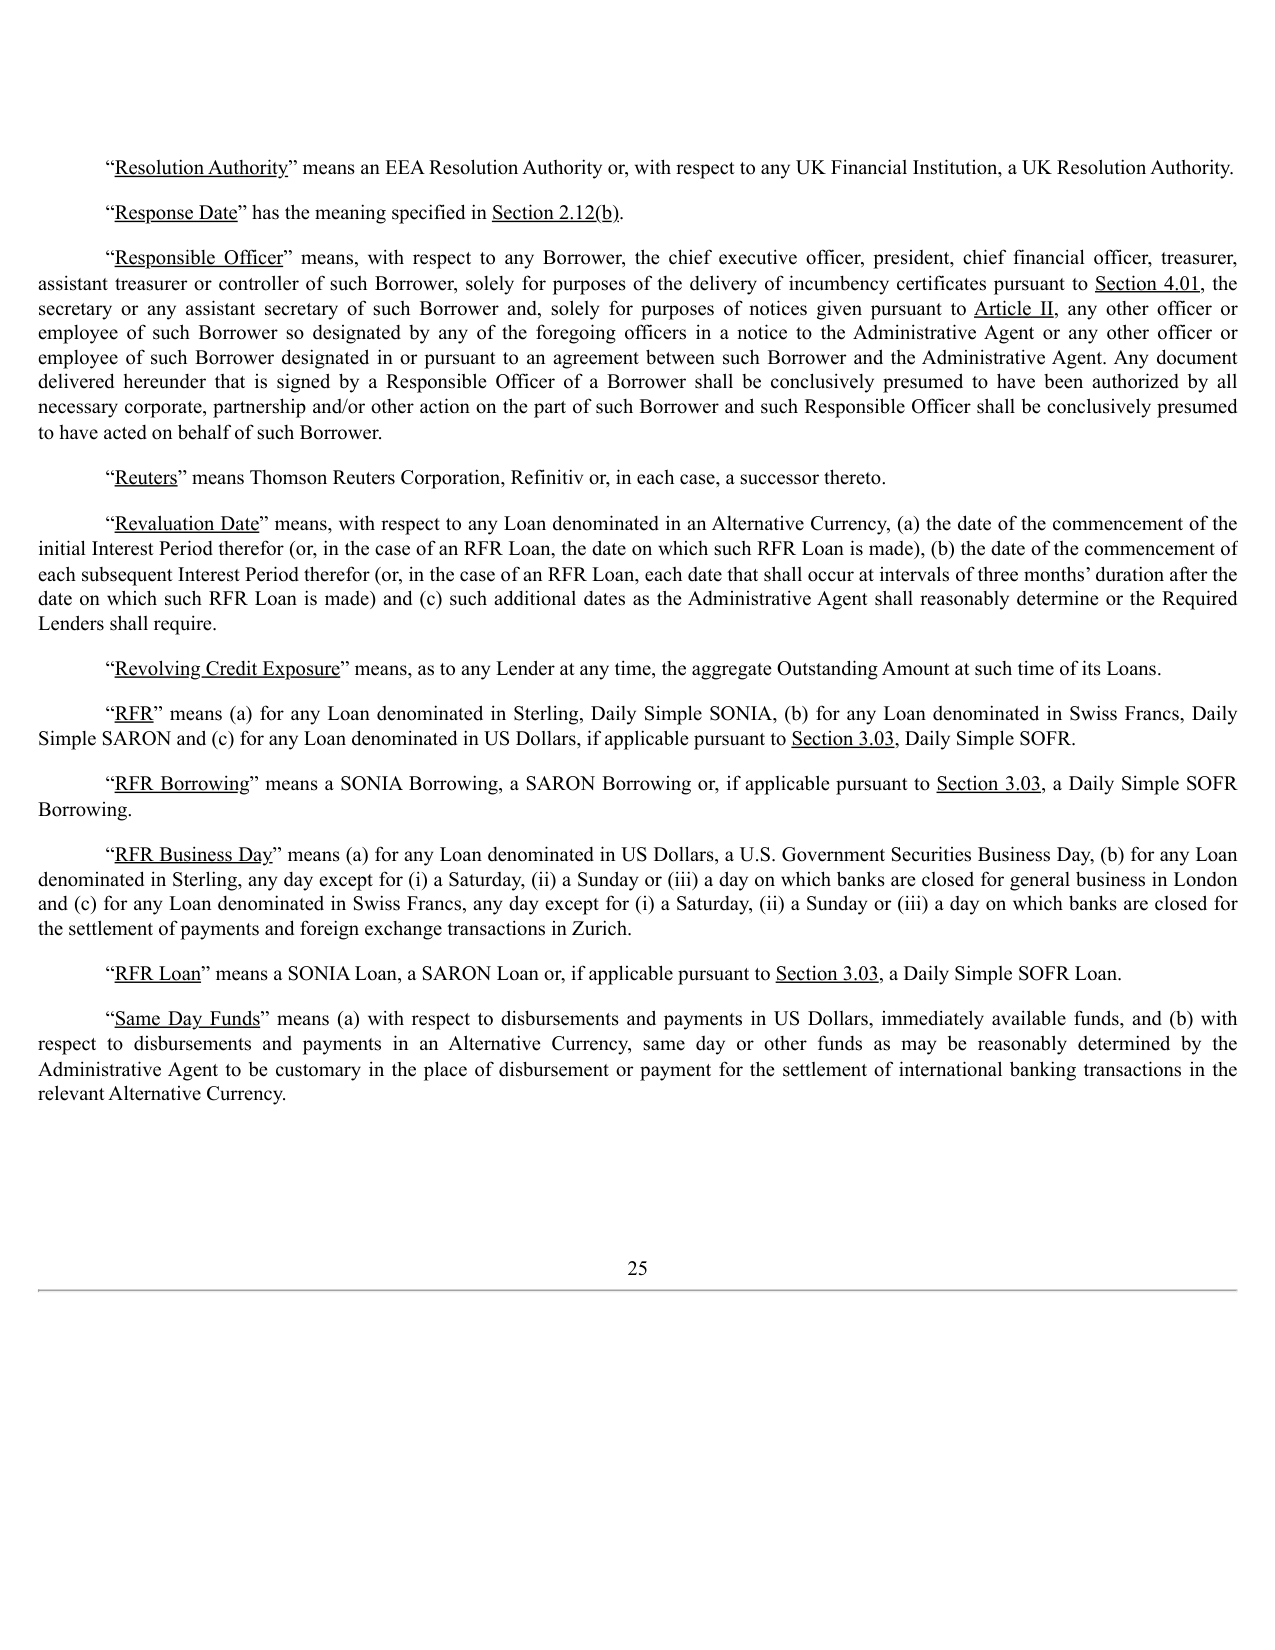 “Resolution Authority” means an EEA Resolution Authority or, with respect to any UK Financial Institution, a UK Resolution Authority.
“Response Date” has the meaning specified in Section 2.12(b).
“Responsible Officer” means, with respect to any Borrower, the chief executive officer, president, chief financial officer, treasurer,
assistant treasurer or controller of such Borrower, solely for purposes of the delivery of incumbency certificates pursuant to Section 4.01, the
secretary or any assistant secretary of such Borrower and, solely for purposes of notices given pursuant to Article II, any other officer or
employee of such Borrower so designated by any of the foregoing officers in a notice to the Administrative Agent or any other officer or
employee of such Borrower designated in or pursuant to an agreement between such Borrower and the Administrative Agent. Any document
delivered hereunder that is signed by a Responsible Officer of a Borrower shall be conclusively presumed to have been authorized by all
necessary corporate, partnership and/or other action on the part of such Borrower and such Responsible Officer shall be conclusively presumed
to have acted on behalf of such Borrower.
“Reuters” means Thomson Reuters Corporation, Refinitiv or, in each case, a successor thereto.
“Revaluation Date” means, with respect to any Loan denominated in an Alternative Currency, (a) the date of the commencement of the
initial Interest Period therefor (or, in the case of an RFR Loan, the date on which such RFR Loan is made), (b) the date of the commencement of
each subsequent Interest Period therefor (or, in the case of an RFR Loan, each date that shall occur at intervals of three months’ duration after the
date on which such RFR Loan is made) and (c) such additional dates as the Administrative Agent shall reasonably determine or the Required
Lenders shall require.
“Revolving Credit Exposure” means, as to any Lender at any time, the aggregate Outstanding Amount at such time of its Loans.
“RFR” means (a) for any Loan denominated in Sterling, Daily Simple SONIA, (b) for any Loan denominated in Swiss Francs, Daily
Simple SARON and (c) for any Loan denominated in US Dollars, if applicable pursuant to Section 3.03, Daily Simple SOFR.
“RFR Borrowing” means a SONIA Borrowing, a SARON Borrowing or, if applicable pursuant to Section 3.03, a Daily Simple SOFR
Borrowing.
“RFR Business Day” means (a) for any Loan denominated in US Dollars, a U.S. Government Securities Business Day, (b) for any Loan
denominated in Sterling, any day except for (i) a Saturday, (ii) a Sunday or (iii) a day on which banks are closed for general business in London
and (c) for any Loan denominated in Swiss Francs, any day except for (i) a Saturday, (ii) a Sunday or (iii) a day on which banks are closed for
the settlement of payments and foreign exchange transactions in Zurich.
“RFR Loan” means a SONIA Loan, a SARON Loan or, if applicable pursuant to Section 3.03, a Daily Simple SOFR Loan.
“Same Day Funds” means (a) with respect to disbursements and payments in US Dollars, immediately available funds, and (b) with
respect to disbursements and payments in an Alternative Currency, same day or other funds as may be reasonably determined by the
Administrative Agent to be customary in the place of disbursement or payment for the settlement of international banking transactions in the
relevant Alternative Currency.
25